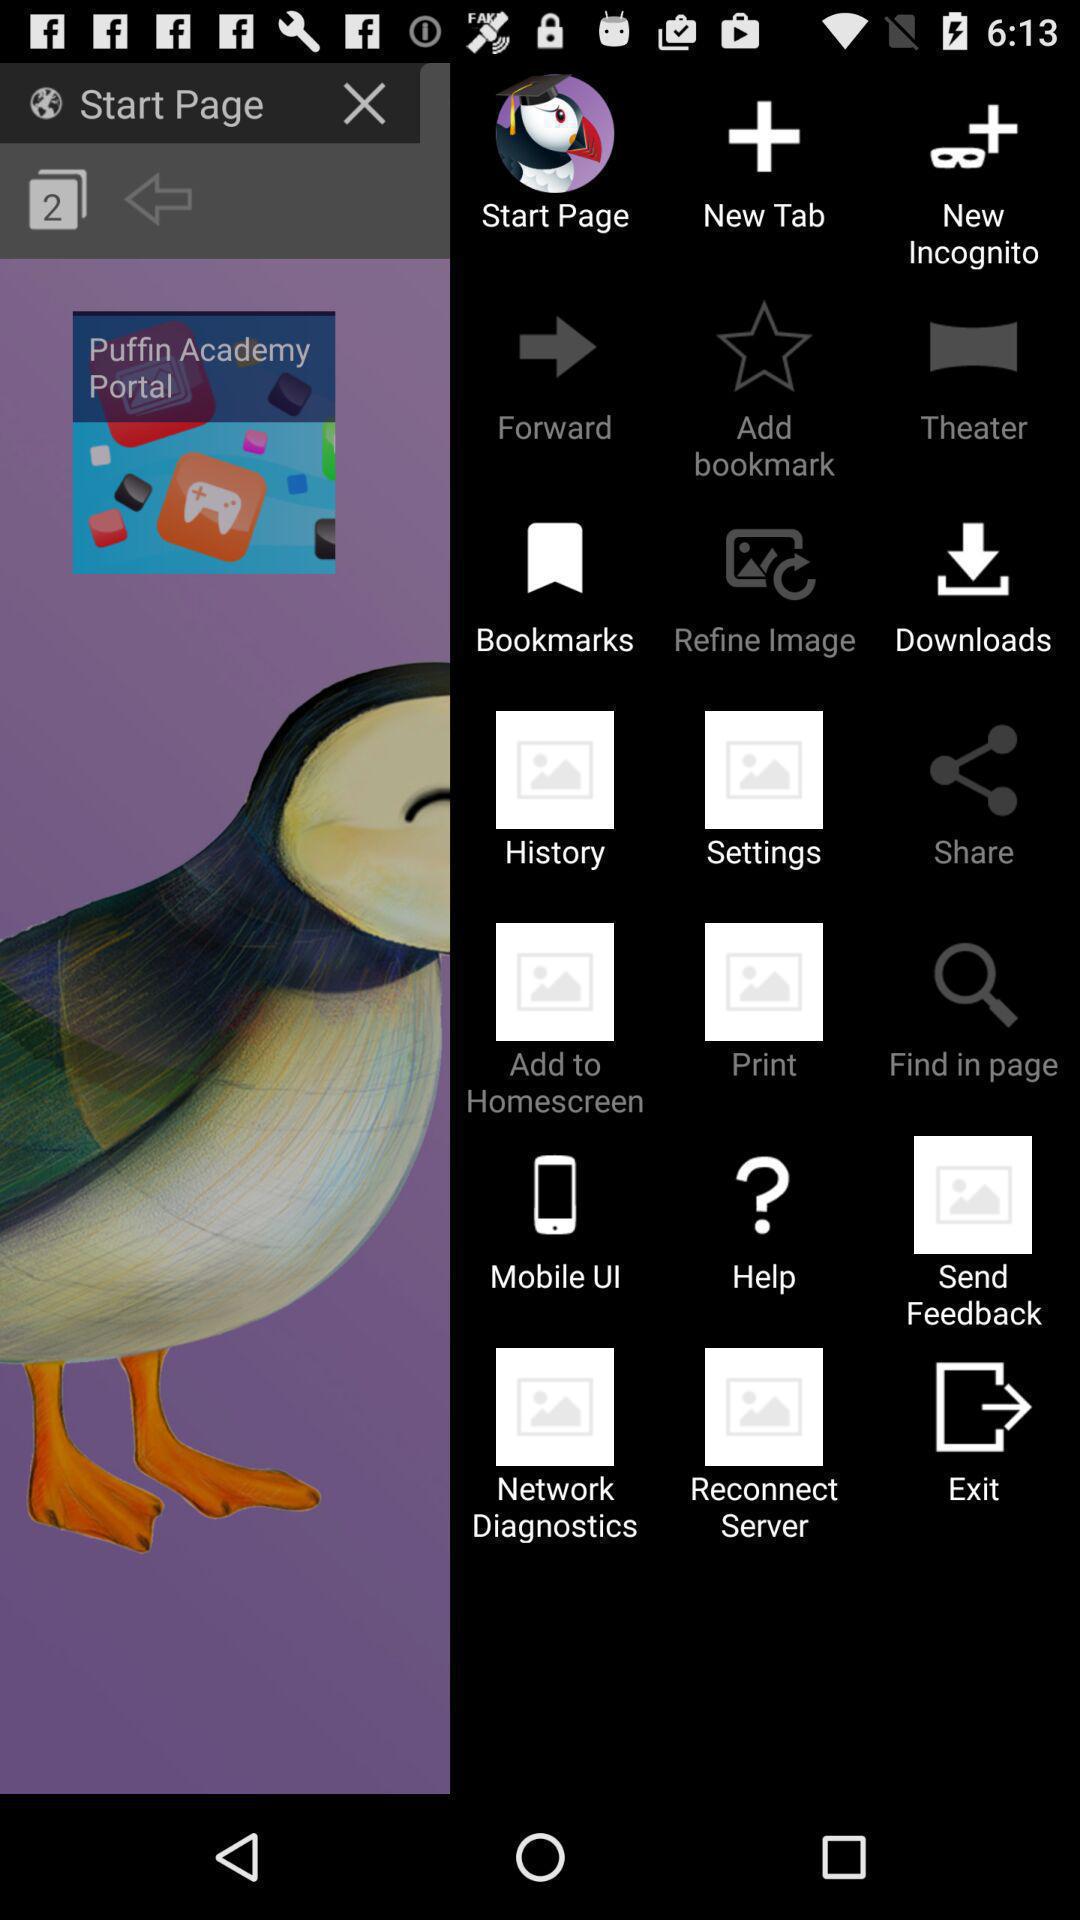 FAKE
6:13
Start Page
2
Puffin Academy
Portal
Start Page
New Tab
New
Incognito
Forward
Add
bookmark
Theater
Bookmarks
Refine Image
Downloads
History
Settings
Share
Add to
Homescreen
Print
Find in page
Mobile UI
Help
Send
Feedback
Network
Diagnostics
Reconnect
Server
Exit